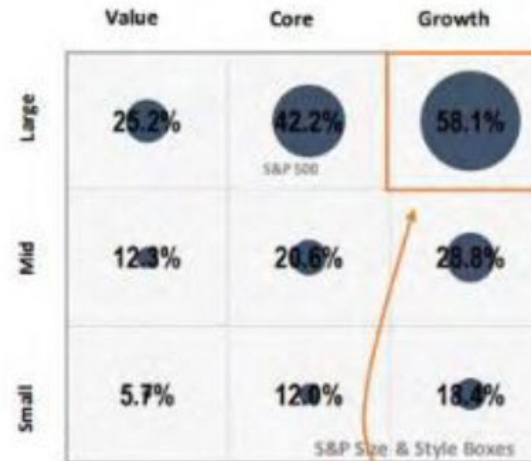 Value Core Growth
Large 25.2% 42.2% 58.1%
S&P 500
Mid 12.3% 20.6% 28.8%
Small 5.7% 12.0% 18.4%
S&P Size & Style Boxes